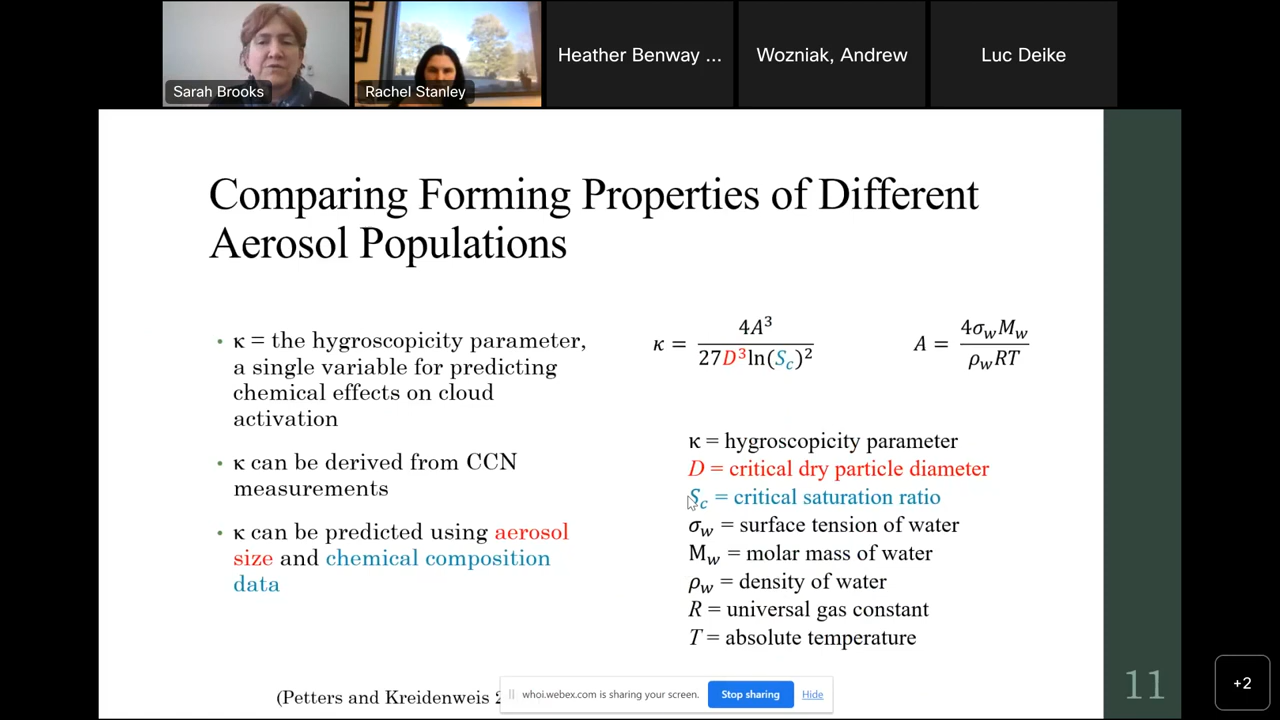 Sarah Brooks
Rachel Stanley
Heather Benway ...
Wozniak, Andrew
Luc Deike
Comparing Forming Properties of Different
Aerosol Populations
• κ = the hygroscopicity parameter,
a single variable for predicting
chemical effects on cloud
activation
• κ can be derived from CCN
measurements
• κ can be predicted using aerosol
size and chemical composition
data
κ = 4A³ / 27D³ln(S_c)²
A = 4σ_w M_w / ρ_w RT
κ = hygroscopicity parameter
D = critical dry particle diameter
S_c = critical saturation ratio
σ_w = surface tension of water
M_w = molar mass of water
ρ_w = density of water
R = universal gas constant
T = absolute temperature
(Petters and Kreidenweis
whoi.webex.com is sharing your screen.
Stop sharing
Hide
11
+2